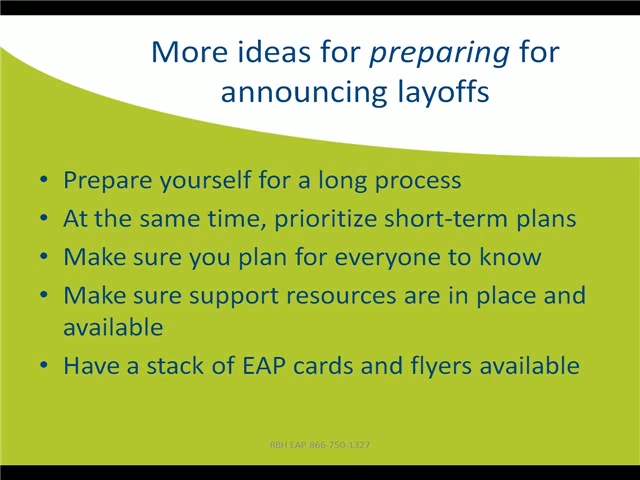 More ideas for preparing for
announcing layoffs
• Prepare yourself for a long process
• At the same time, prioritize short-term plans
• Make sure you plan for everyone to know
• Make sure support resources are in place and
available
• Have a stack of EAP cards and flyers available
RBH EAP 866-750-1327